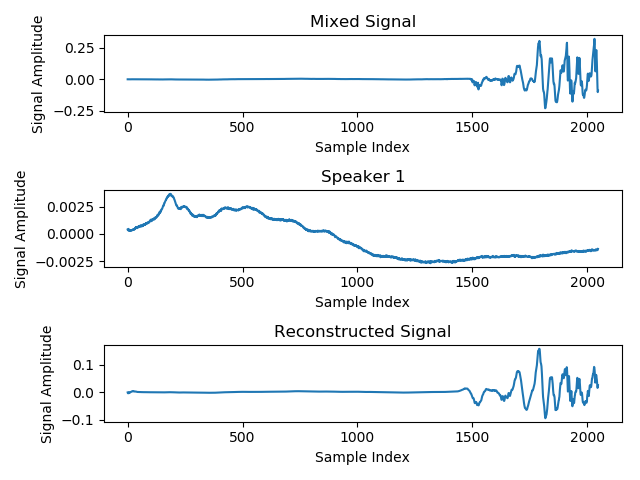 Mixed Signal
Signal Amplitude
0.25
0.00
−0.25
0 500 1000 1500 2000
Sample Index
Speaker 1
Signal Amplitude
0.0025
0.0000
−0.0025
0 500 1000 1500 2000
Sample Index
Reconstructed Signal
Signal Amplitude
0.1
0.0
−0.1
0 500 1000 1500 2000
Sample Index